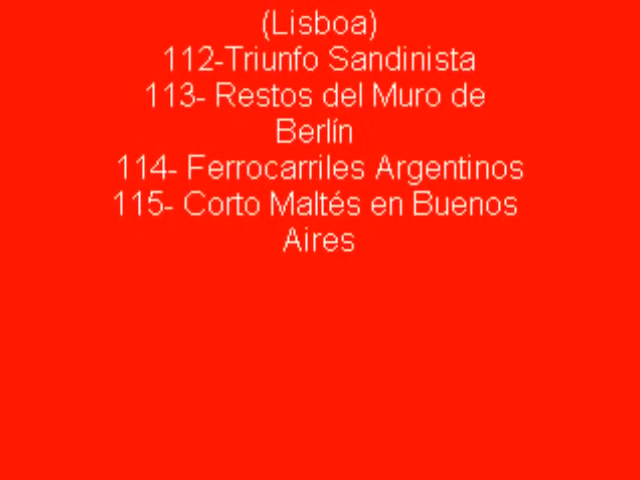 (Lisboa)
112-Triunfo Sandinista
113- Restos del Muro de
Berlín
114- Ferrocarriles Argentinos
115- Corto Maltés en Buenos
Aires